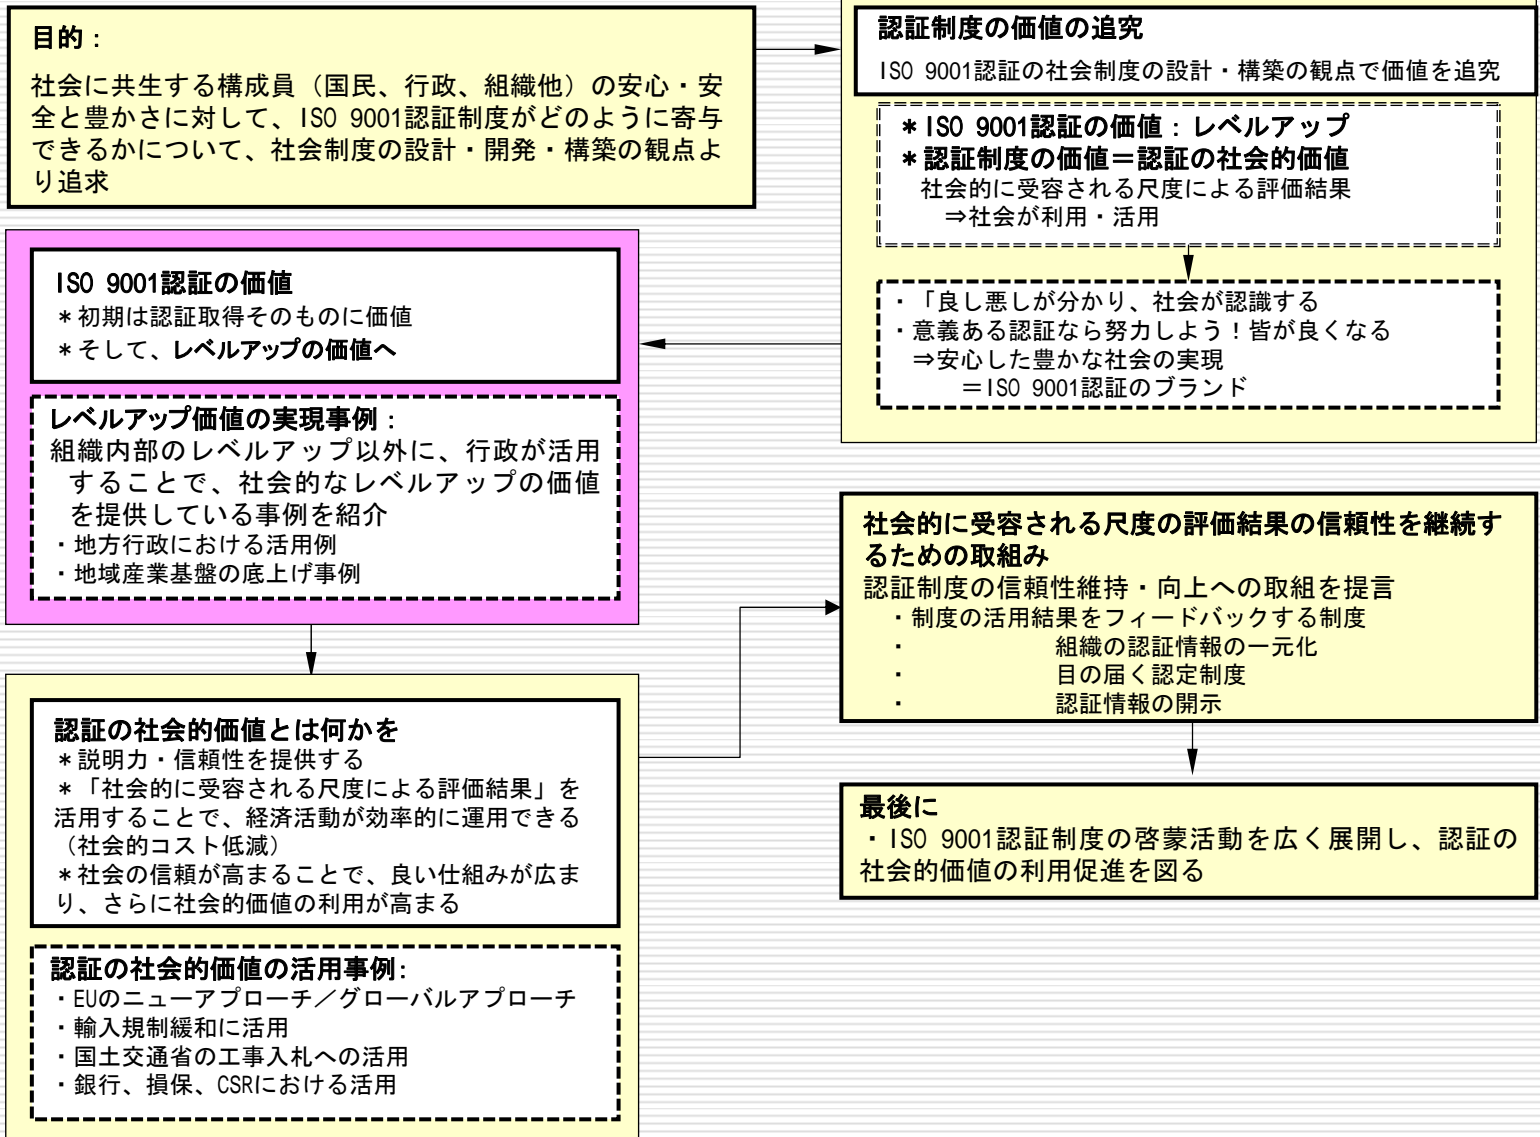 目的：
社会に共生する構成員（国民、行政、組織他）の安心・安
全と豊かさに対して、ISO 9001認証制度がどのように寄与
できるかについて、社会制度の設計・開発・構築の観点よ
り追求
認証制度の価値の追究
ISO 9001認証の社会制度の設計・構築の観点で価値を追究
＊ISO 9001認証の価値：レベルアップ
＊認証制度の価値＝認証の社会的価値
社会的に受容される尺度による評価結果
⇒社会が利用・活用
・「良し悪しが分かり、社会が認識する
・意義ある認証なら努力しよう！皆が良くなる
⇒安心した豊かな社会の実現
＝ISO 9001認証のブランド
ISO 9001認証の価値
＊初期は認証取得そのものに価値
＊そして、レベルアップの価値へ
レベルアップ価値の実現事例：
組織内部のレベルアップ以外に、行政が活用
することで、社会的なレベルアップの価値
を提供している事例を紹介
・地方行政における活用例
・地域産業基盤の底上げ事例
認証の社会的価値とは何かを
＊説明力・信頼性を提供する
＊「社会的に受容される尺度による評価結果」を
活用することで、経済活動が効率的に運用できる
（社会的コスト低減）
＊社会の信頼が高まることで、良い仕組みが広ま
り、さらに社会的価値の利用が高まる
認証の社会的価値の活用事例:
・EUのニューアプローチ／グローバルアプローチ
・輸入規制緩和に活用
・国土交通省の工事入札への活用
・銀行、損保、CSRにおける活用
社会的に受容される尺度の評価結果の信頼性を継続す
るための取組み
認証制度の信頼性維持・向上への取組を提言
・制度の活用結果をフィードバックする制度
・ 組織の認証情報の一元化
・ 目の届く認定制度
・ 認証情報の開示
最後に
・ISO 9001認証制度の啓蒙活動を広く展開し、認証の
社会的価値の利用促進を図る